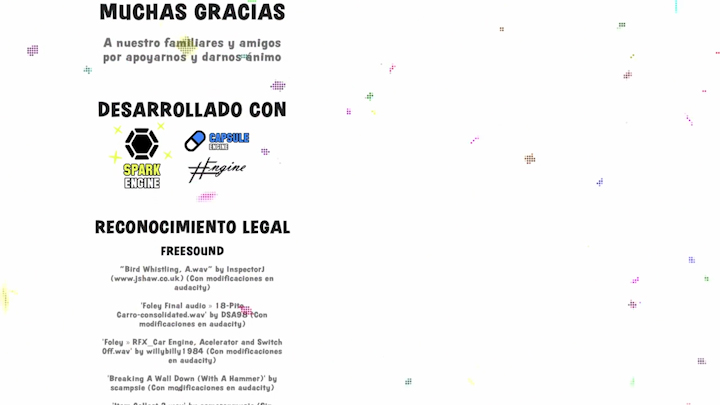 MUCHAS GRACIAS
A nuestro familiares y amigos
por apoyarnos y darnos ánimo
DESARROLLADO CON
SPARK
ENGINE
CAPSULE
ENGINE
#Engine
RECONOCIMIENTO LEGAL
FREESOUND
"Bird Whistling, A.wav" by InspectorJ
(www.jshaw.co.uk) (Con modificaciones en
audacity)
'Foley Final audio » 18-Pito
Carro-consolidated.wav' by DSA98 (Con
modificaciones en audacity)
'Foley » RFX_Car Engine, Acelerator and Switch
Off.wav' by willybilly1984 (Con modificaciones
en audacity)
'Breaking A Wall Down (With A Hammer)' by
scampsie (Con modificaciones en audacity)